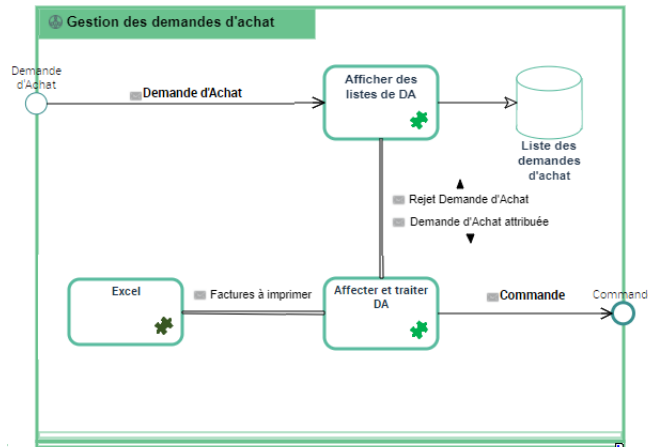 Gestion des demandes d'achat
Demande
d'Achat
Demande d'Achat
Afficher des
listes de DA
Liste des
demandes
d'achat
Rejet Demande d'Achat
Demande d'Achat attribuée
Excel
Factures à imprimer
Affecter et traiter
DA
Commande
Command